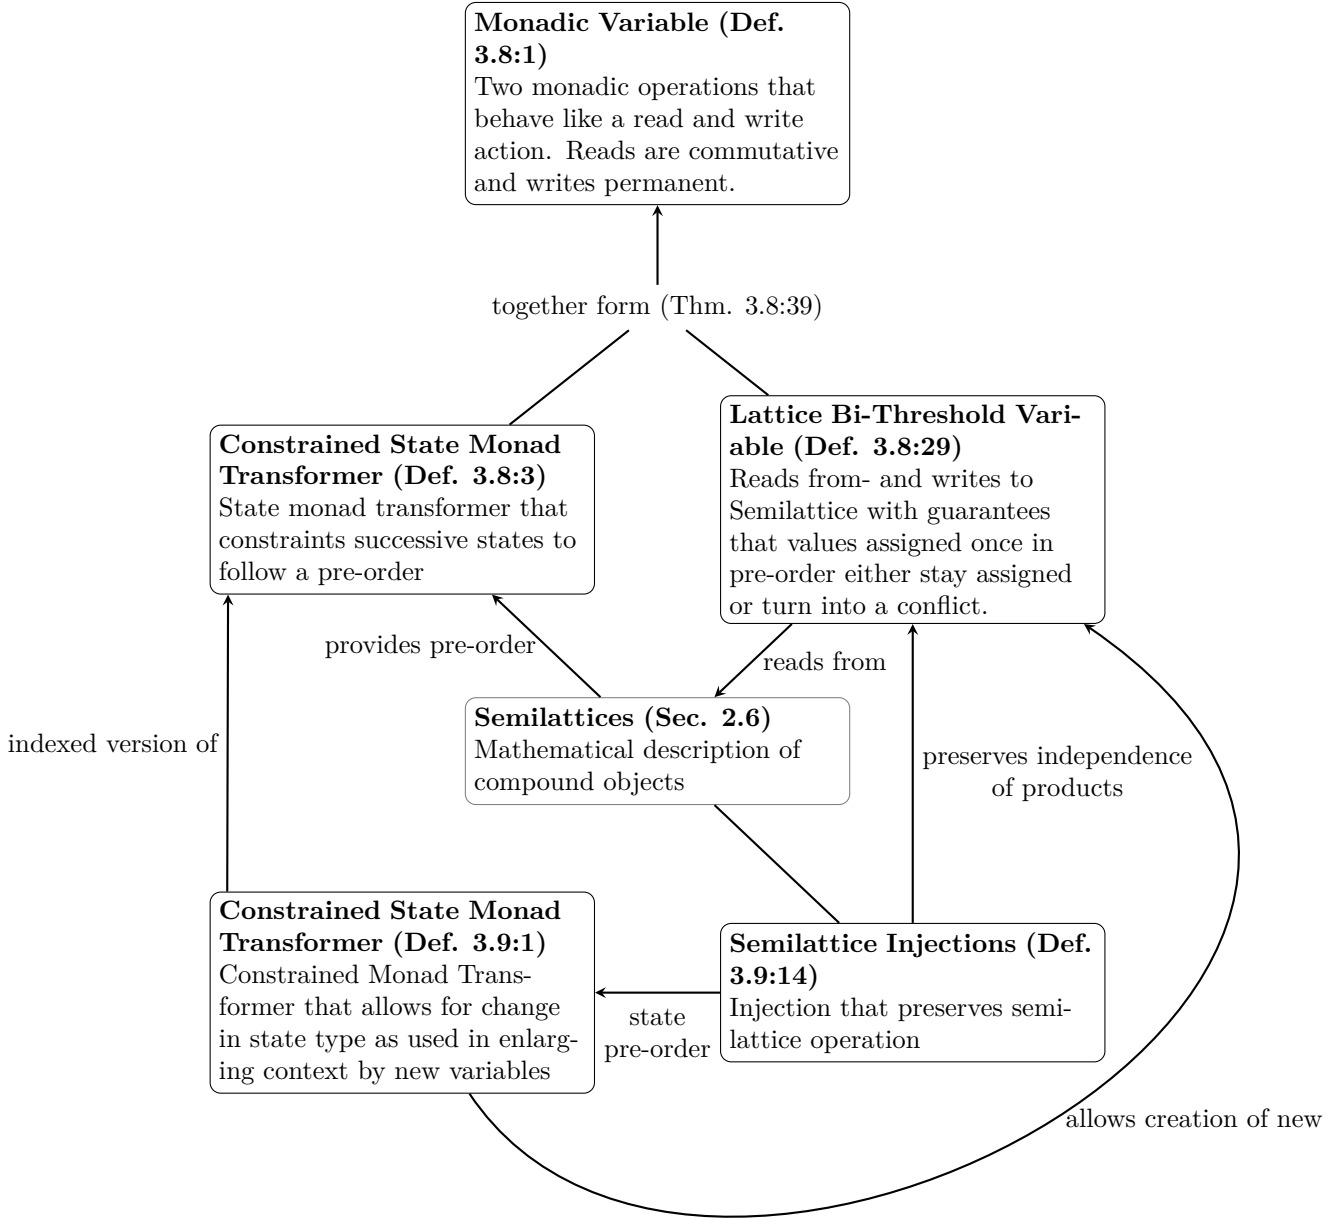 Monadic Variable (Def.
3.8:1)
Two monadic operations that
behave like a read and write
action. Reads are commutative
and writes permanent.
together form (Thm. 3.8:39)
Constrained State Monad
Transformer (Def. 3.8:3)
State monad transformer that
constraints successive states to
follow a pre-order
Lattice Bi-Threshold Vari-
able (Def. 3.8:29)
Reads from- and writes to
Semilattice with guarantees
that values assigned once in
pre-order either stay assigned
or turn into a conflict.
provides pre-order
reads from
Semilattices (Sec. 2.6)
Mathematical description of
compound objects
indexed version of
preserves independence
of products
Constrained State Monad
Transformer (Def. 3.9:1)
Constrained Monad Trans-
former that allows for change
in state type as used in enlarg-
ing context by new variables
state
pre-order
Semilattice Injections (Def.
3.9:14)
Injection that preserves semi-
lattice operation
allows creation of new